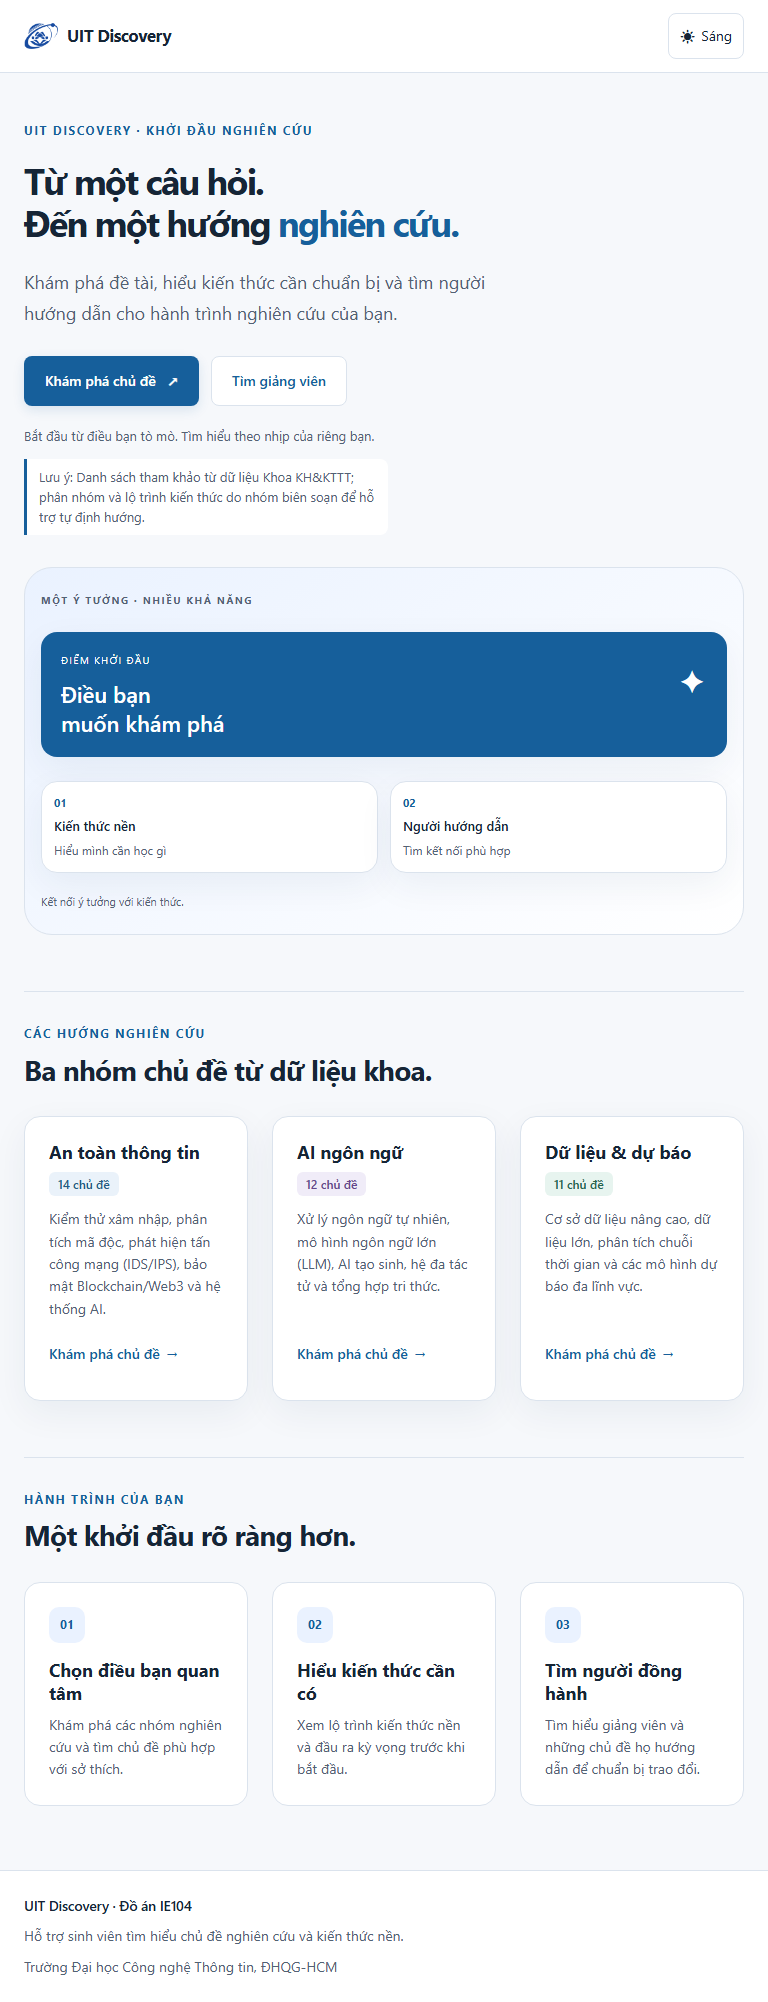 UIT Discovery
Sáng
UIT DISCOVERY · KHỞI ĐẦU NGHIÊN CỨU
Từ một câu hỏi.
Đến một hướng nghiên cứu.
Khám phá đề tài, hiểu kiến thức cần chuẩn bị và tìm người
hướng dẫn cho hành trình nghiên cứu của bạn.
Khám phá chủ đề ↗
Tìm giảng viên
Bắt đầu từ điều bạn tò mò. Tìm hiểu theo nhịp của riêng bạn.
Lưu ý: Danh sách tham khảo từ dữ liệu Khoa KH&KTTT;
phân nhóm và lộ trình kiến thức do nhóm biên soạn để hỗ
trợ tự định hướng.
MỘT Ý TƯỞNG · NHIỀU KHẢ NĂNG
ĐIỂM KHỞI ĐẦU
Điều bạn
muốn khám phá
01
Kiến thức nền
Hiểu mình cần học gì
02
Người hướng dẫn
Tìm kết nối phù hợp
Kết nối ý tưởng với kiến thức.
CÁC HƯỚNG NGHIÊN CỨU
Ba nhóm chủ đề từ dữ liệu khoa.
An toàn thông tin
14 chủ đề
Kiểm thử xâm nhập, phân
tích mã độc, phát hiện tấn
công mạng (IDS/IPS), bảo
mật Blockchain/Web3 và hệ
thống AI.
Khám phá chủ đề →
AI ngôn ngữ
12 chủ đề
Xử lý ngôn ngữ tự nhiên,
mô hình ngôn ngữ lớn
(LLM), AI tạo sinh, hệ đa tác
tử và tổng hợp tri thức.
Khám phá chủ đề →
Dữ liệu & dự báo
11 chủ đề
Cơ sở dữ liệu nâng cao, dữ
liệu lớn, phân tích chuỗi
thời gian và các mô hình dự
báo đa lĩnh vực.
Khám phá chủ đề →
HÀNH TRÌNH CỦA BẠN
Một khởi đầu rõ ràng hơn.
01
Chọn điều bạn quan
tâm
Khám phá các nhóm nghiên
cứu và tìm chủ đề phù hợp
với sở thích.
02
Hiểu kiến thức cần
có
Xem lộ trình kiến thức nền
và đầu ra kỳ vọng trước khi
bắt đầu.
03
Tìm người đồng
hành
Tìm hiểu giảng viên và
những chủ đề họ hướng
dẫn để chuẩn bị trao đổi.
UIT Discovery · Đồ án IE104
Hỗ trợ sinh viên tìm hiểu chủ đề nghiên cứu và kiến thức nền.
Trường Đại học Công nghệ Thông tin, ĐHQG-HCM